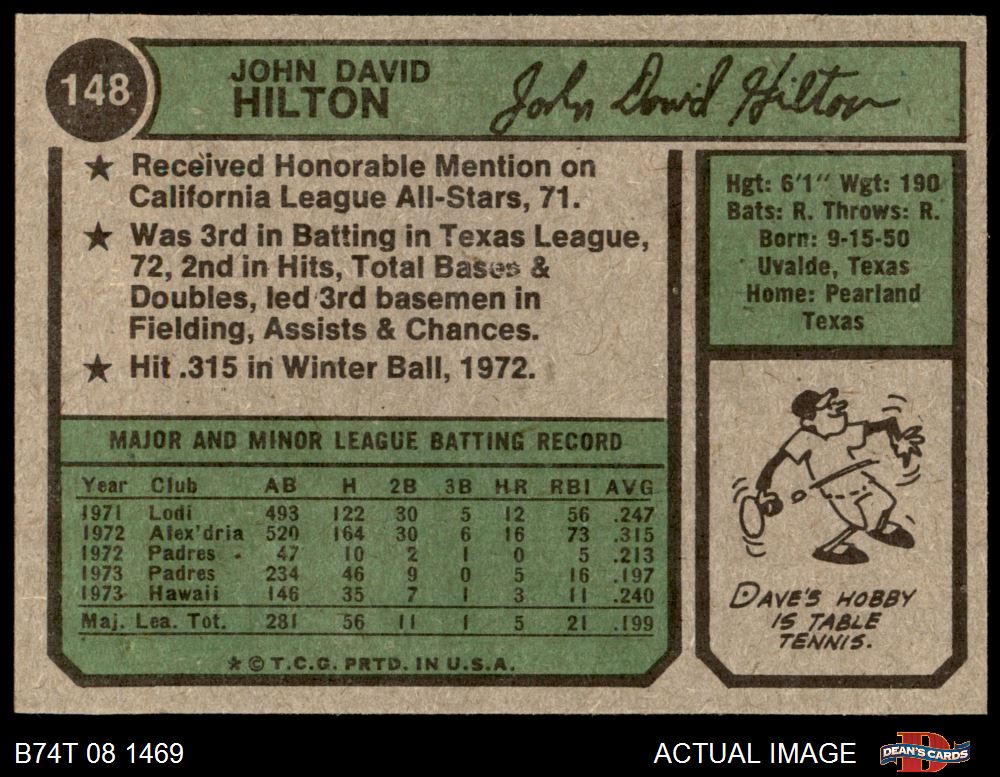 148
JOHN DAVID
HILTON
John David Hilton
★ Received Honorable Mention on
California League All-Stars, 71.
★ Was 3rd in Batting in Texas League,
72, 2nd in Hits, Total Bases &
Doubles, led 3rd basemen in
Fielding, Assists & Chances.
★ Hit .315 in Winter Ball, 1972.
Hgt: 6'1" Wgt: 190
Bats: R. Throws: R.
Born: 9-15-50
Uvalde, Texas
Home: Pearland
Texas
MAJOR AND MINOR LEAGUE BATTING RECORD
Year Club AB H 2B 3B HR RBI AVG
1971 Lodi 493 122 30 5 12 56 .247
1972 Alex'dria 520 164 30 6 16 73 .315
1972 Padres 47 10 2 1 0 5 .213
1973 Padres 234 46 9 0 5 16 .197
1973 Hawaii 146 35 7 1 3 11 .240
Maj. Lea. Tot. 281 56 11 1 5 21 .199
★ © T.C.G. PRTD. IN U.S.A.
DAVE'S HOBBY
IS TABLE
TENNIS.
B74T 08 1469
ACTUAL IMAGE
DEAN'S CARDS